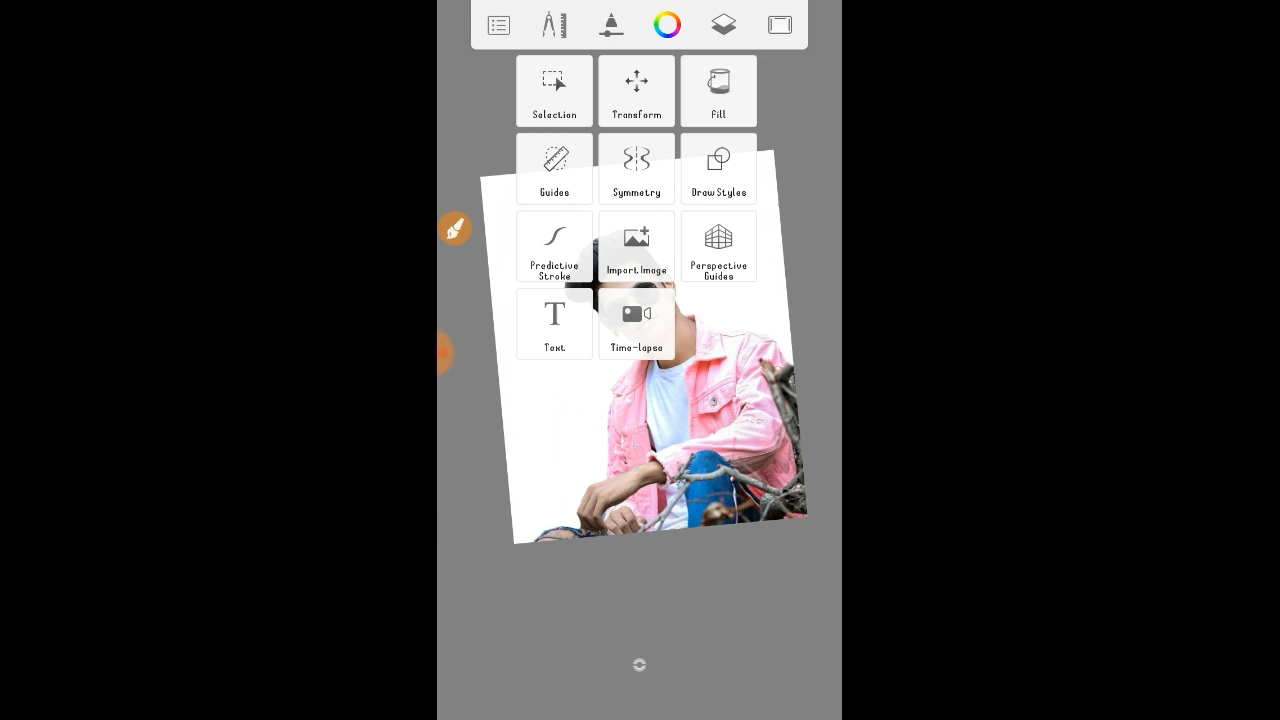 Selection
Transform
Fill
Guides
Symmetry
Draw Styles
Predictive
Stroke
Import Image
Perspective
Guides
T
Text
Time-lapse